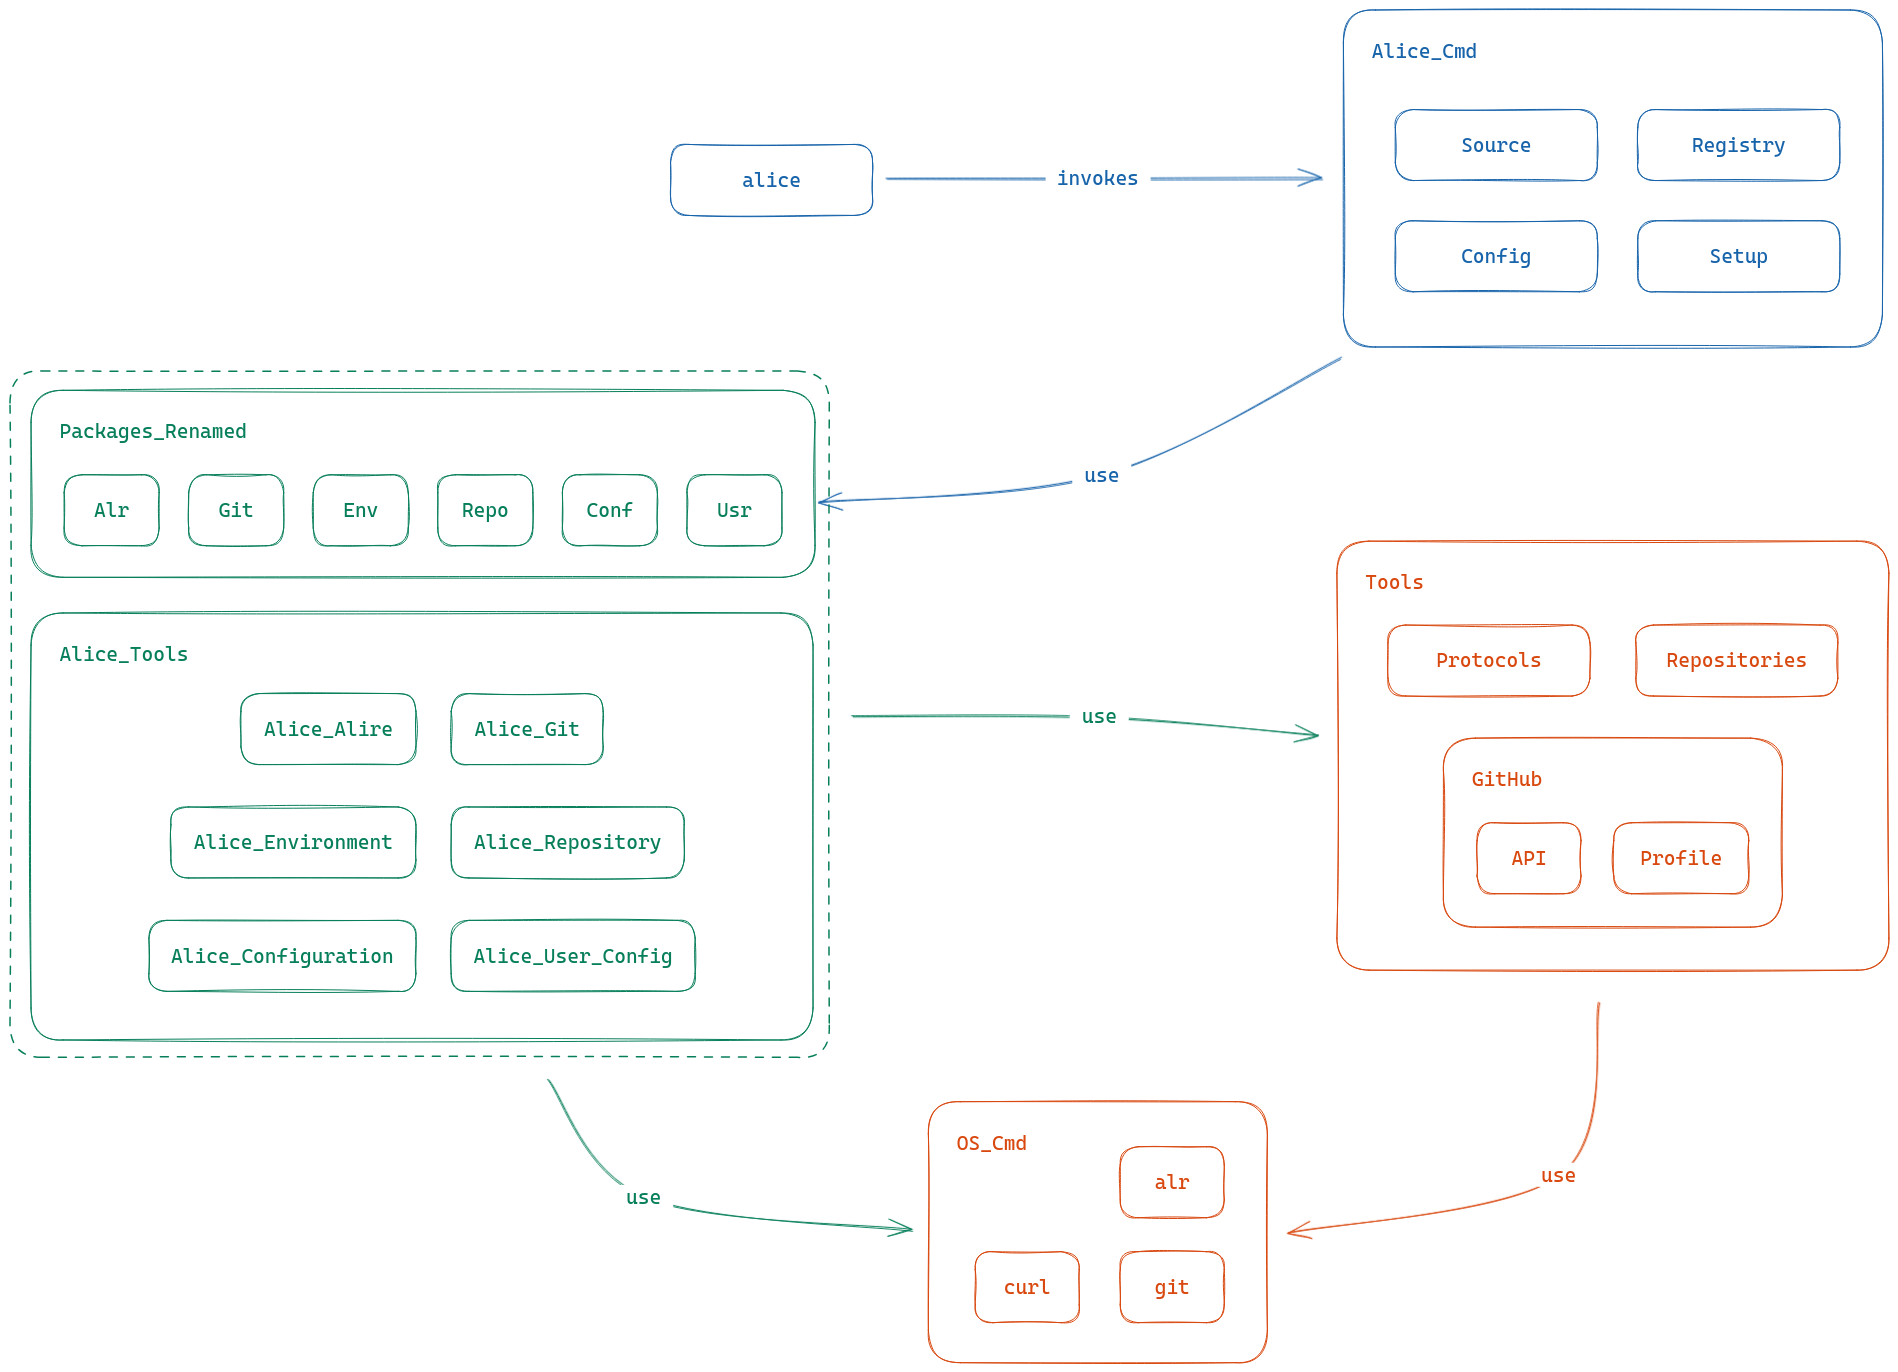 Alice_Cmd
Source
Registry
alice
invokes
Config
Setup
Packages_Renamed
Alr
Git
Env
Repo
Conf
Usr
use
Tools
Protocols
Repositories
GitHub
API
Profile
Alice_Tools
Alice_Alire
Alice_Git
Alice_Environment
Alice_Repository
Alice_Configuration
Alice_User_Config
use
OS_Cmd
alr
curl
git
use
use